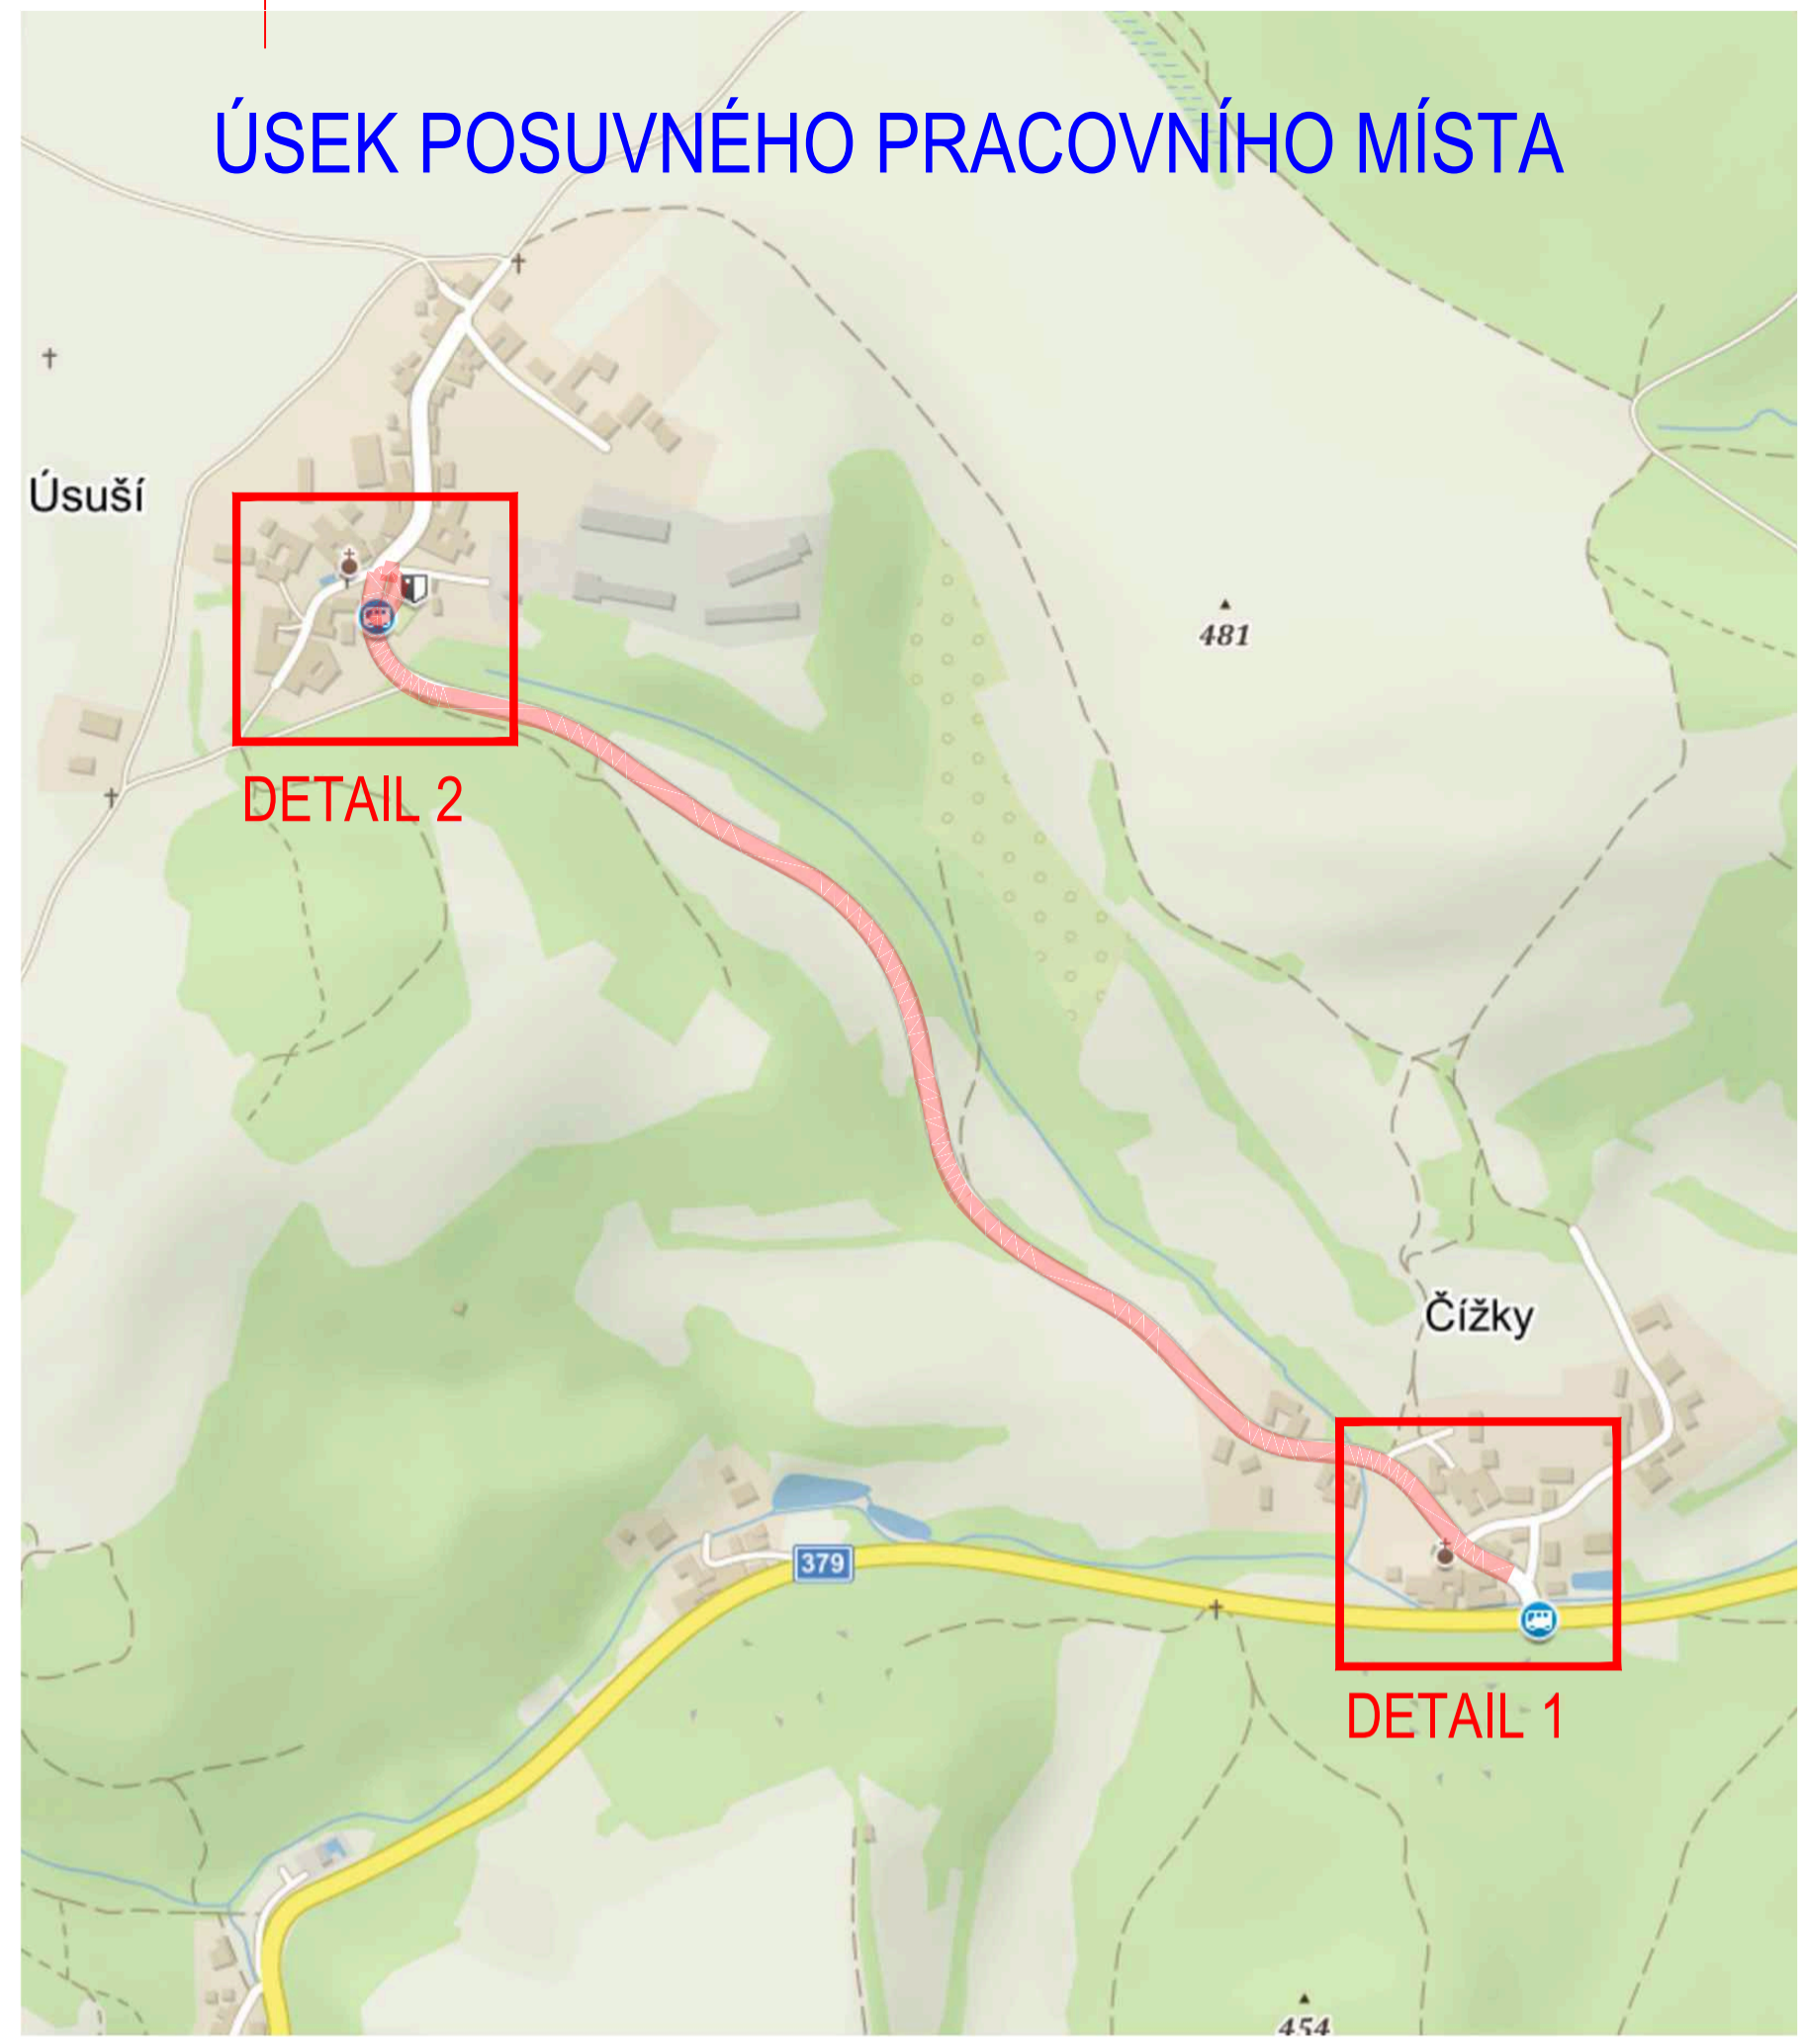 ÚSEK POSUVNÉHO PRACOVNÍHO MÍSTA
Úsuší
481
DETAIL 2
Čížky
379
DETAIL 1
454